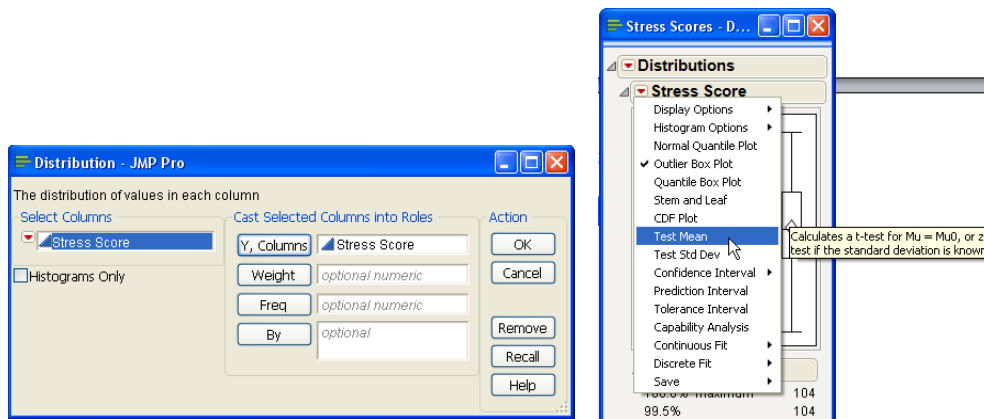 Distribution - JMP Pro
The distribution of values in each column
Select Columns
Stress Score
Histograms Only
Cast Selected Columns into Roles
Y, Columns
Stress Score
Weight
optional numeric
Freq
optional numeric
By
optional
Action
OK
Cancel
Remove
Recall
Help
Stress Scores - D...
Distributions
Stress Score
Display Options
Histogram Options
Normal Quantile Plot
Outlier Box Plot
Quantile Box Plot
Stem and Leaf
CDF Plot
Test Mean
Calculates a t-test for Mu = Mu0, or z
test if the standard deviation is known
Test Std Dev
Confidence Interval
Prediction Interval
Tolerance Interval
Capability Analysis
Continuous Fit
Discrete Fit
Save
100.0% maximum 104
99.5% 104